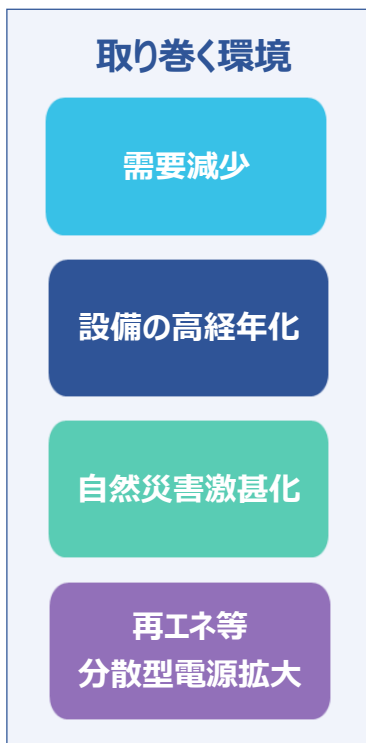 取り巻く環境
需要減少
設備の高経年化
自然災害激甚化
再エネ等
分散型電源拡大